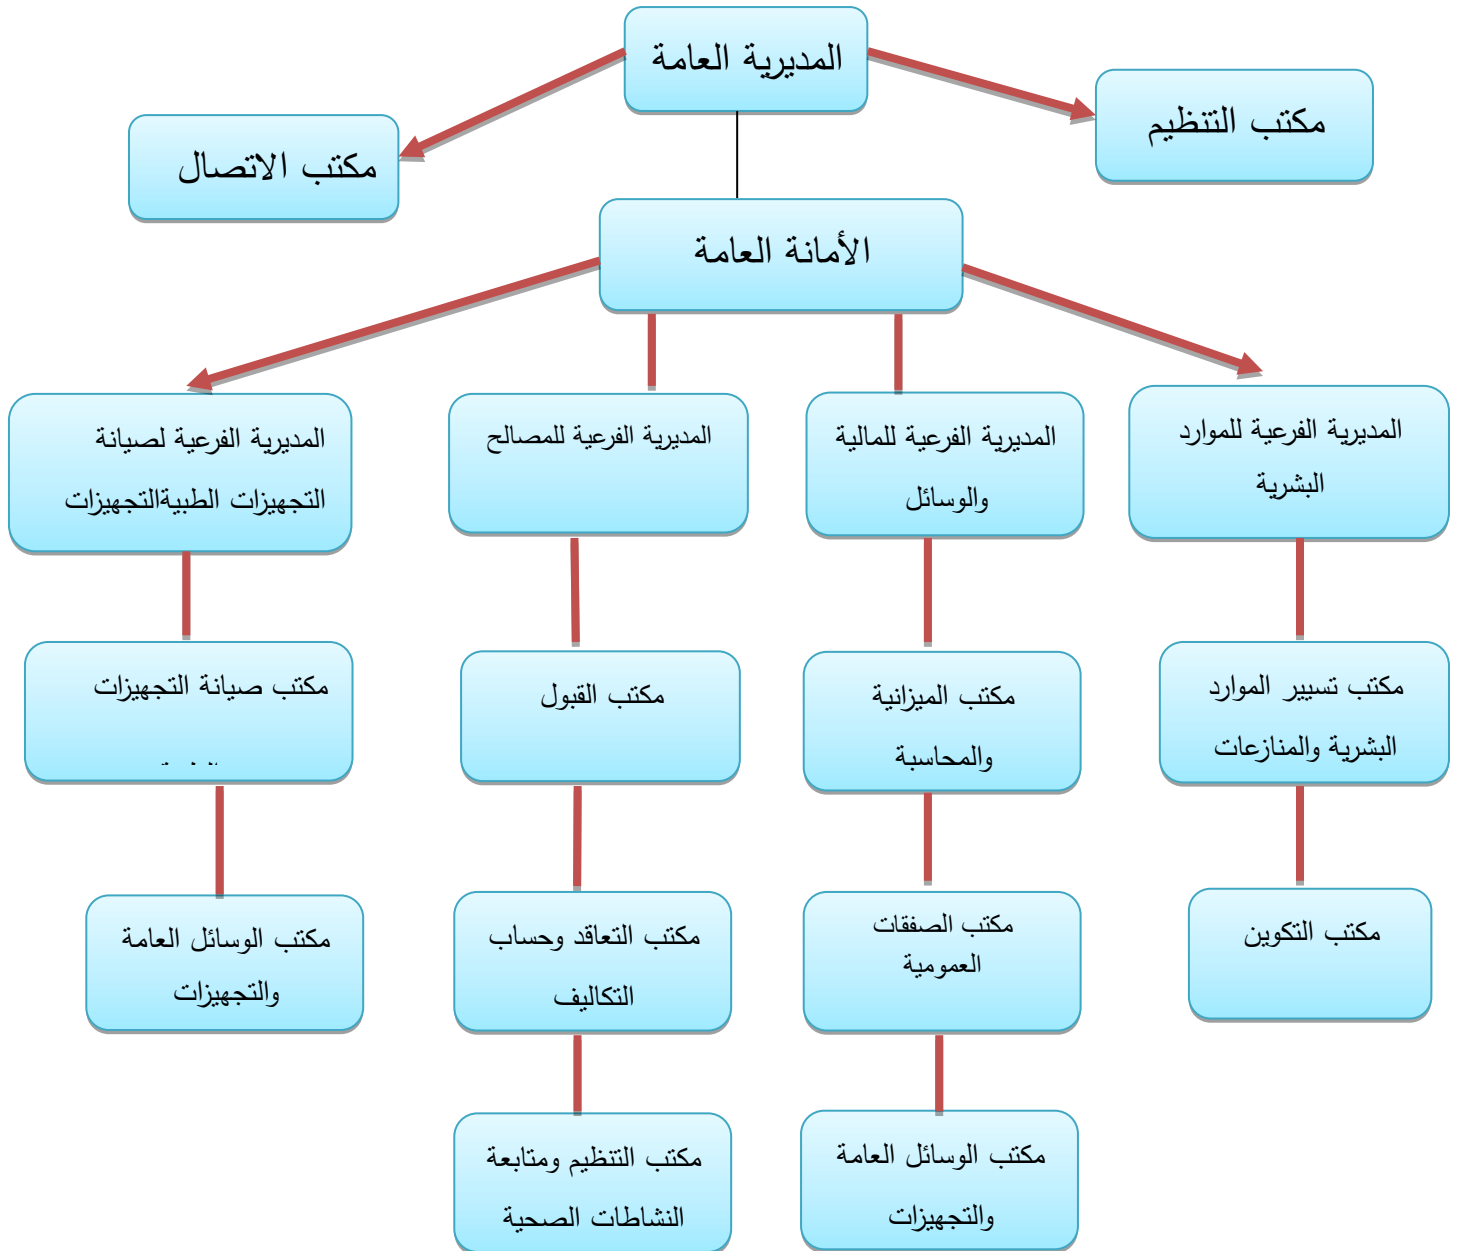 المديرية العامة
مكتب التنظيم
مكتب الاتصال
الأمانة العامة
المديرية الفرعية للموارد
البشرية
المديرية الفرعية للمالية
والوسائل
المديرية الفرعية للمصالح
المديرية الفرعية لصيانة
التجهيزات الطبيةالتجهيزات
مكتب تسيير الموارد
البشرية والمنازعات
مكتب الميزانية
والمحاسبة
مكتب القبول
مكتب صيانة التجهيزات
مكتب التكوين
مكتب الصفقات
العمومية
مكتب التعاقد وحساب
التكاليف
مكتب الوسائل العامة
والتجهيزات
مكتب الوسائل العامة
والتجهيزات
مكتب التنظيم ومتابعة
النشاطات الصحية